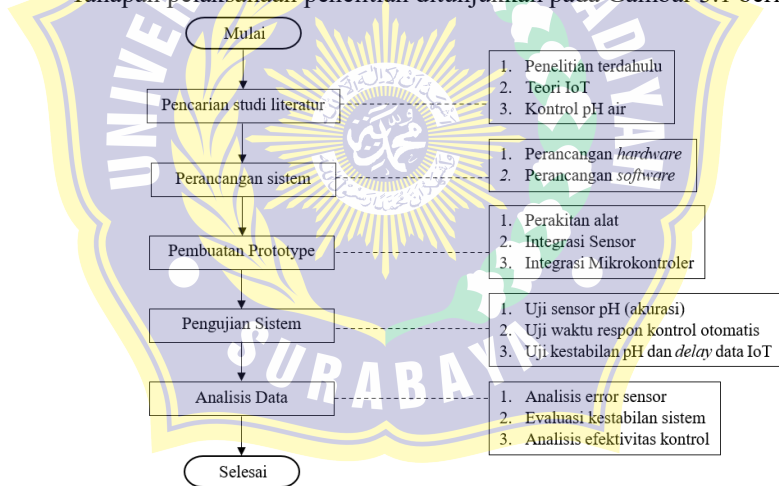 Tahapan pelaksanaan penelitian ditunjukkan pada Gambar 3.1 beri
Mulai
Pencarian studi literatur
1. Penelitian terdahulu
2. Teori IoT
3. Kontrol pH air
Perancangan sistem
1. Perancangan hardware
2. Perancangan software
Pembuatan Prototype
1. Perakitan alat
2. Integrasi Sensor
3. Integrasi Mikrokontroler
Pengujian Sistem
1. Uji sensor pH (akurasi)
2. Uji waktu respon kontrol otomatis
3. Uji kestabilan pH dan delay data IoT
Analisis Data
1. Analisis error sensor
2. Evaluasi kestabilan sistem
3. Analisis efektivitas kontrol
Selesai
UNIVE
ADIYAH
SURABAYA